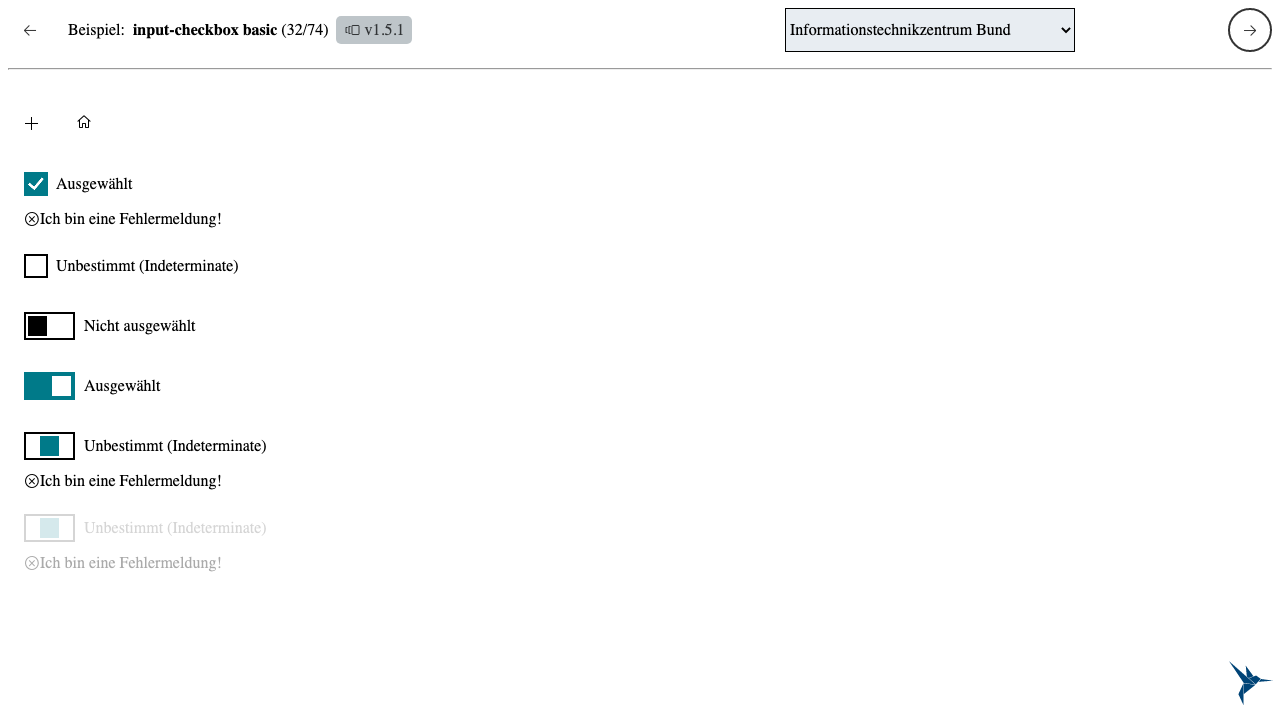 Beispiel: input-checkbox basic (32/74) v1.5.1 Informationstechnikzentrum Bund
Ausgewählt
Ich bin eine Fehlermeldung!
Unbestimmt (Indeterminate)
Nicht ausgewählt
Ausgewählt
Unbestimmt (Indeterminate)
Ich bin eine Fehlermeldung!
Unbestimmt (Indeterminate)
Ich bin eine Fehlermeldung!